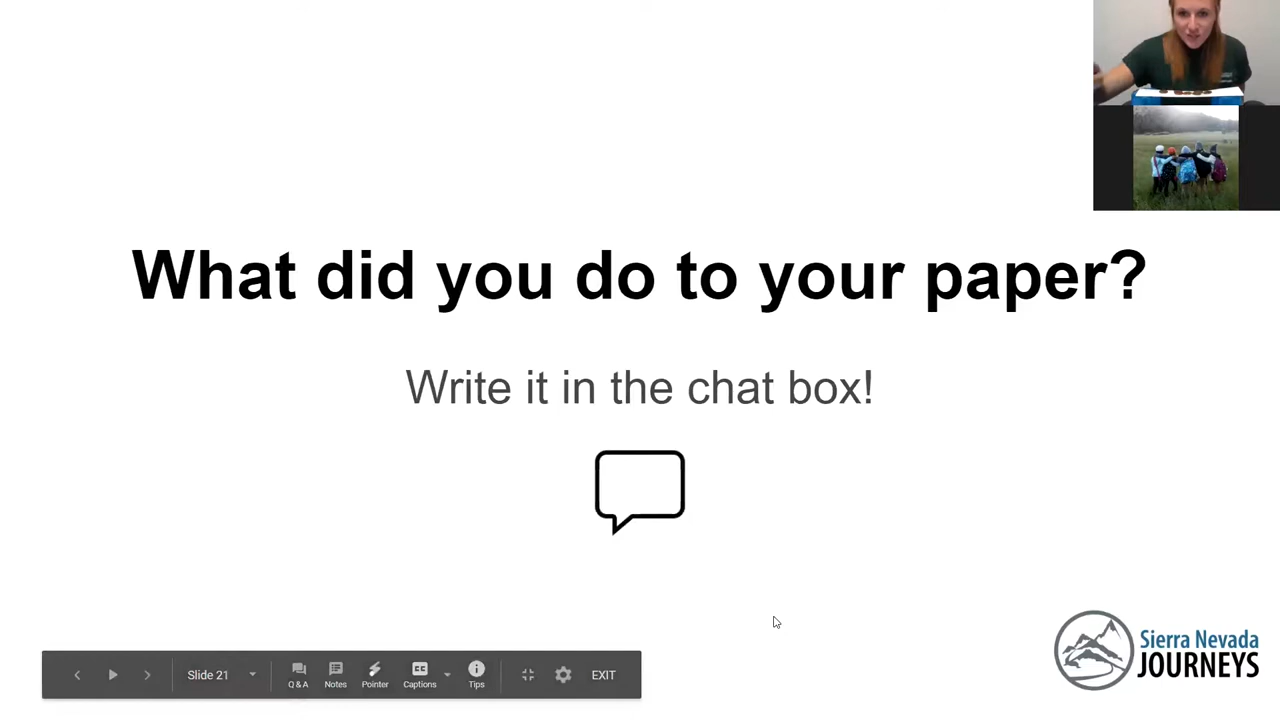 What did you do to your paper?
Write it in the chat box!
Sierra Nevada
JOURNEYS
Slide 21
Q & A
Notes
Pointer
CC
Captions
Tips
EXIT